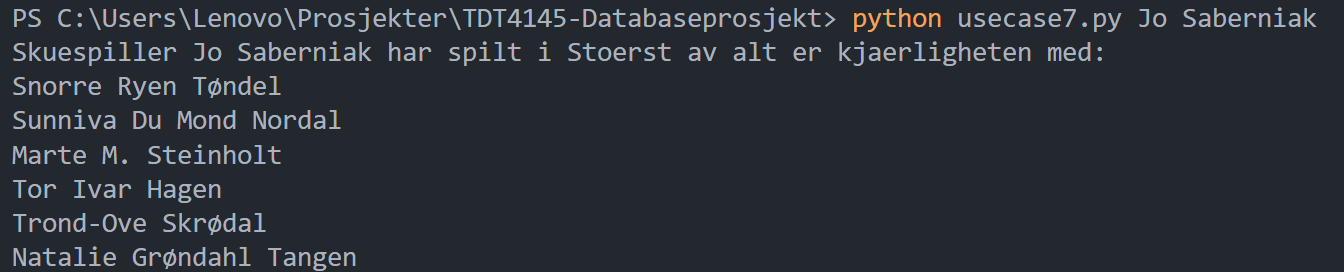 PS C:\Users\Lenovo\Prosjekter\TDT4145-Databaseprosjekt> python usecase7.py Jo Saberniak
Skuespiller Jo Saberniak har spilt i Stoerst av alt er kjaerligheten med:
Snorre Ryen Tøndel
Sunniva Du Mond Nordal
Marte M. Steinholt
Tor Ivar Hagen
Trond-Ove Skrødal
Natalie Grøndahl Tangen